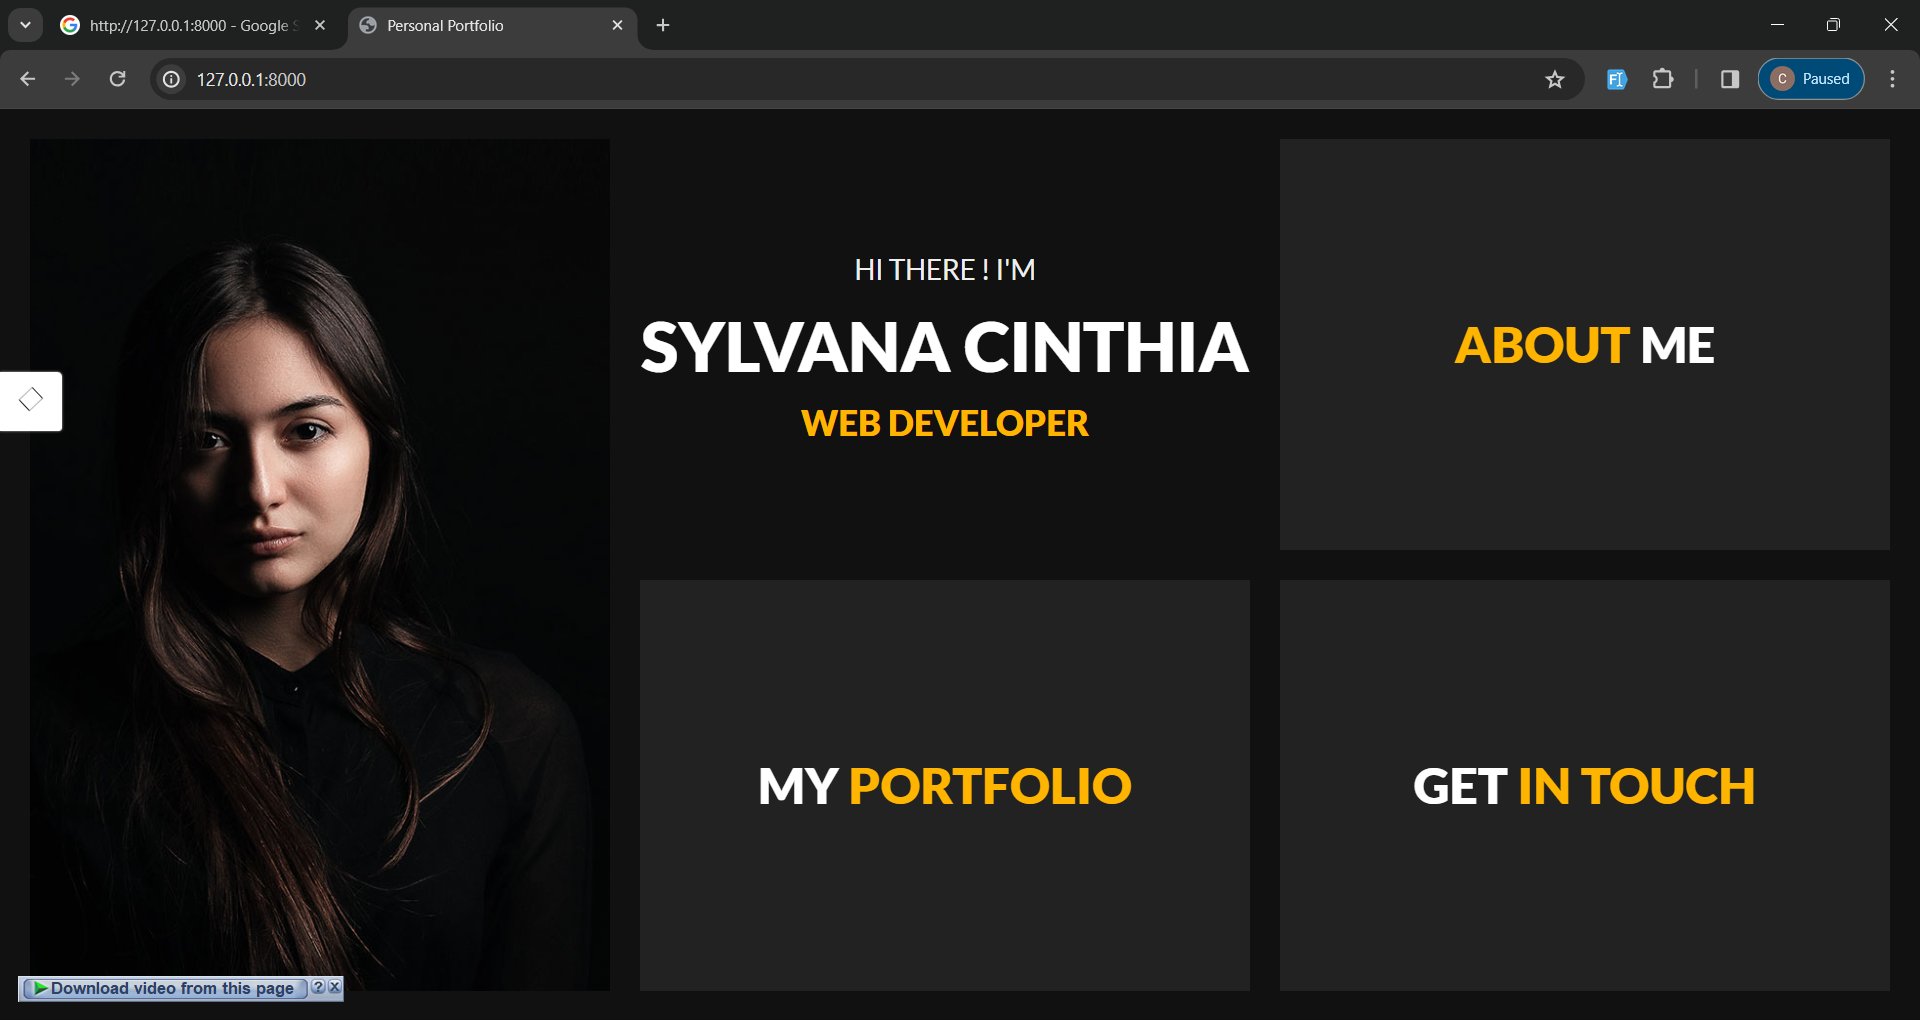 http://127.0.0.1:8000 - Google
Personal Portfolio
127.0.0.1:8000
C Paused
HI THERE ! I'M
SYLVANA CINTHIA
WEB DEVELOPER
ABOUT ME
MY PORTFOLIO
GET IN TOUCH
Download video from this page ? X